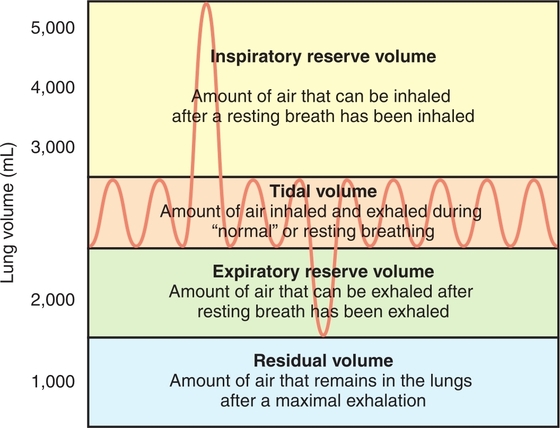 Lung volume (mL)
5,000
4,000
3,000
2,000
1,000
Inspiratory reserve volume
Amount of air that can be inhaled
after a resting breath has been inhaled
Tidal volume
Amount of air inhaled and exhaled during
“normal” or resting breathing
Expiratory reserve volume
Amount of air that can be exhaled after
resting breath has been exhaled
Residual volume
Amount of air that remains in the lungs
after a maximal exhalation